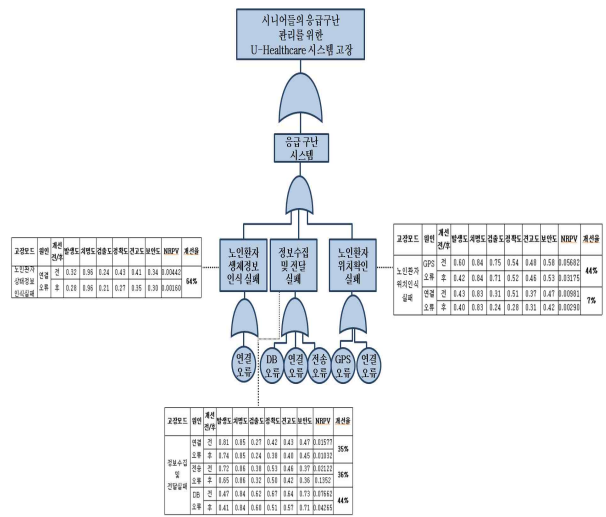 시니어들의 응급구난
관리를 위한
U-Healthcare 시스템 고장
응급 구난
시스템
노인환자
생체정보
인식 실패
정보수집
및 전달
실패
노인환자
위치확인
실패
연결
오류
DB
오류
연결
오류
전송
오류
GPS
오류
연결
오류
고장모드 원인 개선 전/후 발생도 치명도 검출도 정확도 견고도 보안도 NRPV 개선율
노인환자 상태정보 인식실패 연결 오류 전 0.32 0.96 0.24 0.43 0.41 0.34 0.00442 64%
후 0.28 0.96 0.21 0.27 0.35 0.30 0.00160
고장모드 원인 개선 전/후 발생도 치명도 검출도 정확도 견고도 보안도 NRPV 개선율
노인환자 위치인식 실패 GPS 오류 전 0.60 0.84 0.75 0.54 0.48 0.58 0.05682 44%
후 0.42 0.84 0.71 0.52 0.46 0.53 0.03175
연결 오류 전 0.43 0.83 0.31 0.51 0.37 0.47 0.00981 7%
후 0.40 0.83 0.24 0.28 0.31 0.42 0.00290
고장모드 원인 개선 전/후 발생도 치명도 검출도 정확도 견고도 보안도 NRPV 개선율
정보수집 및 전달실패 연결 오류 전 0.81 0.85 0.27 0.42 0.43 0.47 0.01577 35%
후 0.74 0.85 0.24 0.38 0.40 0.45 0.01032
전송 오류 전 0.72 0.86 0.38 0.53 0.46 0.37 0.02122 36%
후 0.65 0.86 0.32 0.50 0.42 0.36 0.1352
DB 오류 전 0.47 0.84 0.62 0.67 0.64 0.73 0.07662 44%
후 0.41 0.84 0.60 0.51 0.57 0.71 0.04265